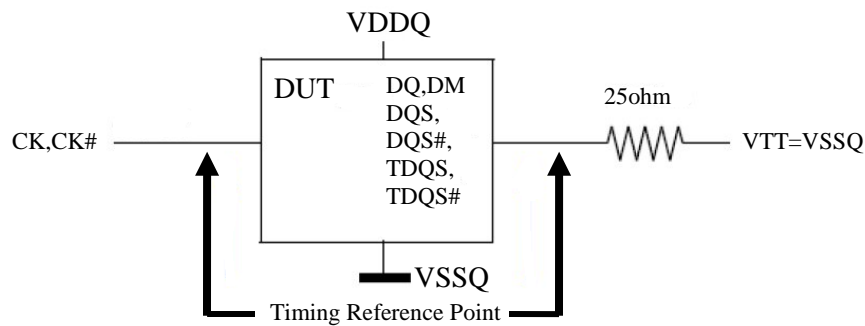 VDDQ
DUT
DQ,DM
DQS,
DQS#,
TDQS,
TDQS#
25ohm
CK,CK#
VTT=VSSQ
VSSQ
Timing Reference Point